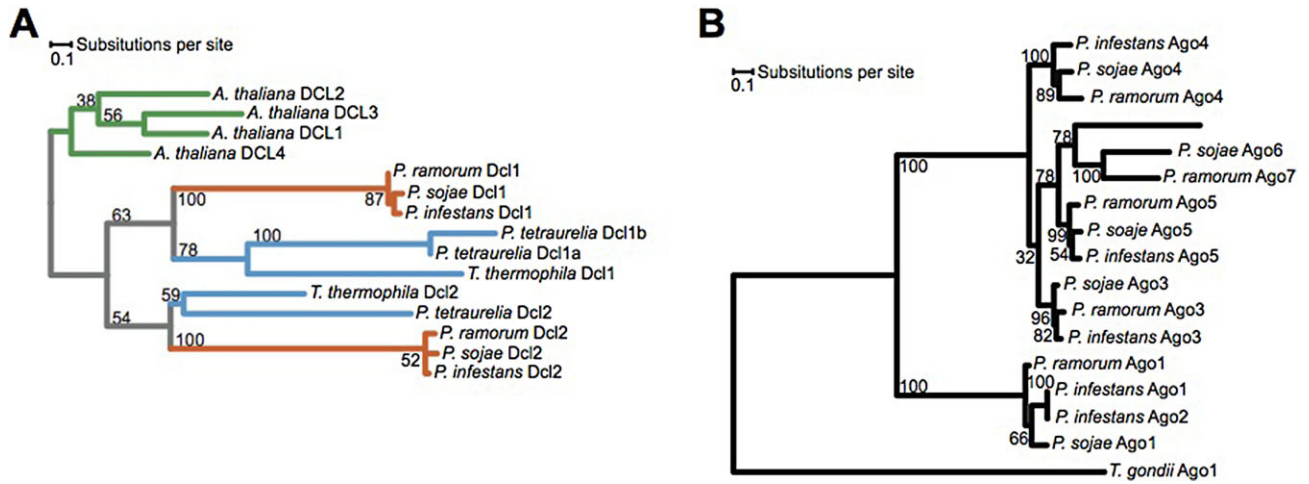 A
Subsitutions per site
0.1
38
A. thaliana DCL2
56
A. thaliana DCL3
A. thaliana DCL1
A. thaliana DCL4
P. ramorum Dcl1
100
87
P. sojae Dcl1
63
P. infestans Dcl1
100
P. tetraurelia Dcl1b
78
P. tetraurelia Dcl1a
T. thermophila Dcl1
59
T. thermophila Dcl2
54
P. tetraurelia Dcl2
100
P. ramorum Dcl2
52
P. sojae Dcl2
P. infestans Dcl2
B
Subsitutions per site
0.1
100
P. infestans Ago4
P. sojae Ago4
89
P. ramorum Ago4
78
100
P. sojae Ago6
78
100
P. ramorum Ago7
P. ramorum Ago5
99
P. soaje Ago5
32
54
P. infestans Ago5
P. sojae Ago3
96
P. ramorum Ago3
82
P. infestans Ago3
P. ramorum Ago1
100
100
P. infestans Ago1
P. infestans Ago2
66
P. sojae Ago1
T. gondii Ago1